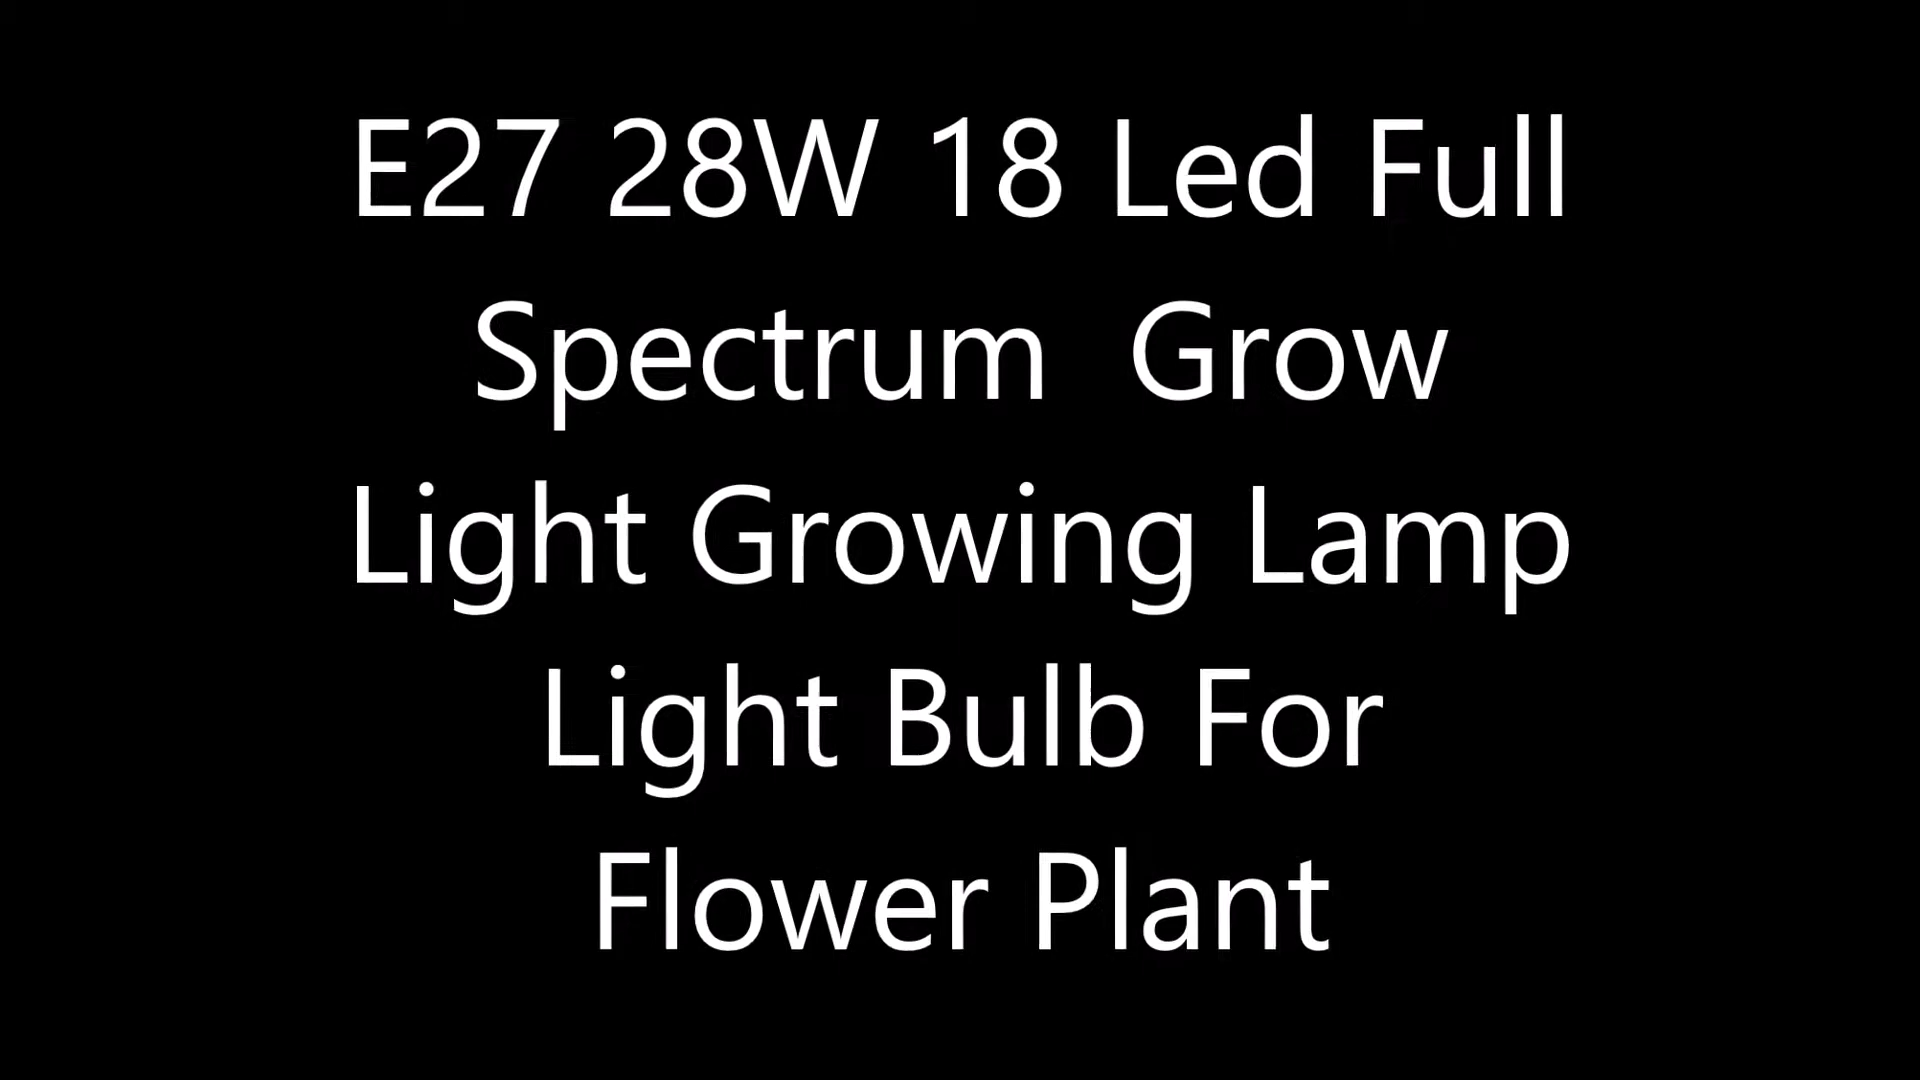 E27 28W 18 Led Full
Spectrum  Grow
Light Growing Lamp
Light Bulb For
Flower Plant